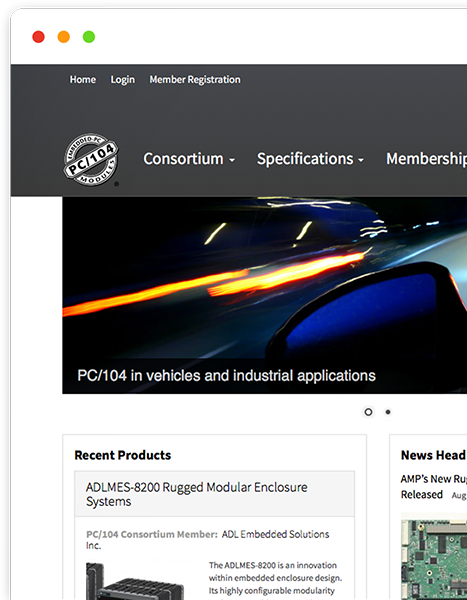 Home Login Member Registration
EMBEDDED-PC
PC/104
MODULES
Consortium Specifications Membership
PC/104 in vehicles and industrial applications
Recent Products
ADLMES-8200 Rugged Modular Enclosure
Systems
PC/104 Consortium Member: ADL Embedded Solutions
Inc.
The ADLMES-8200 is an innovation
within embedded enclosure design.
Its highly configurable modularity
News Head
AMP's New Rug
Released Aug